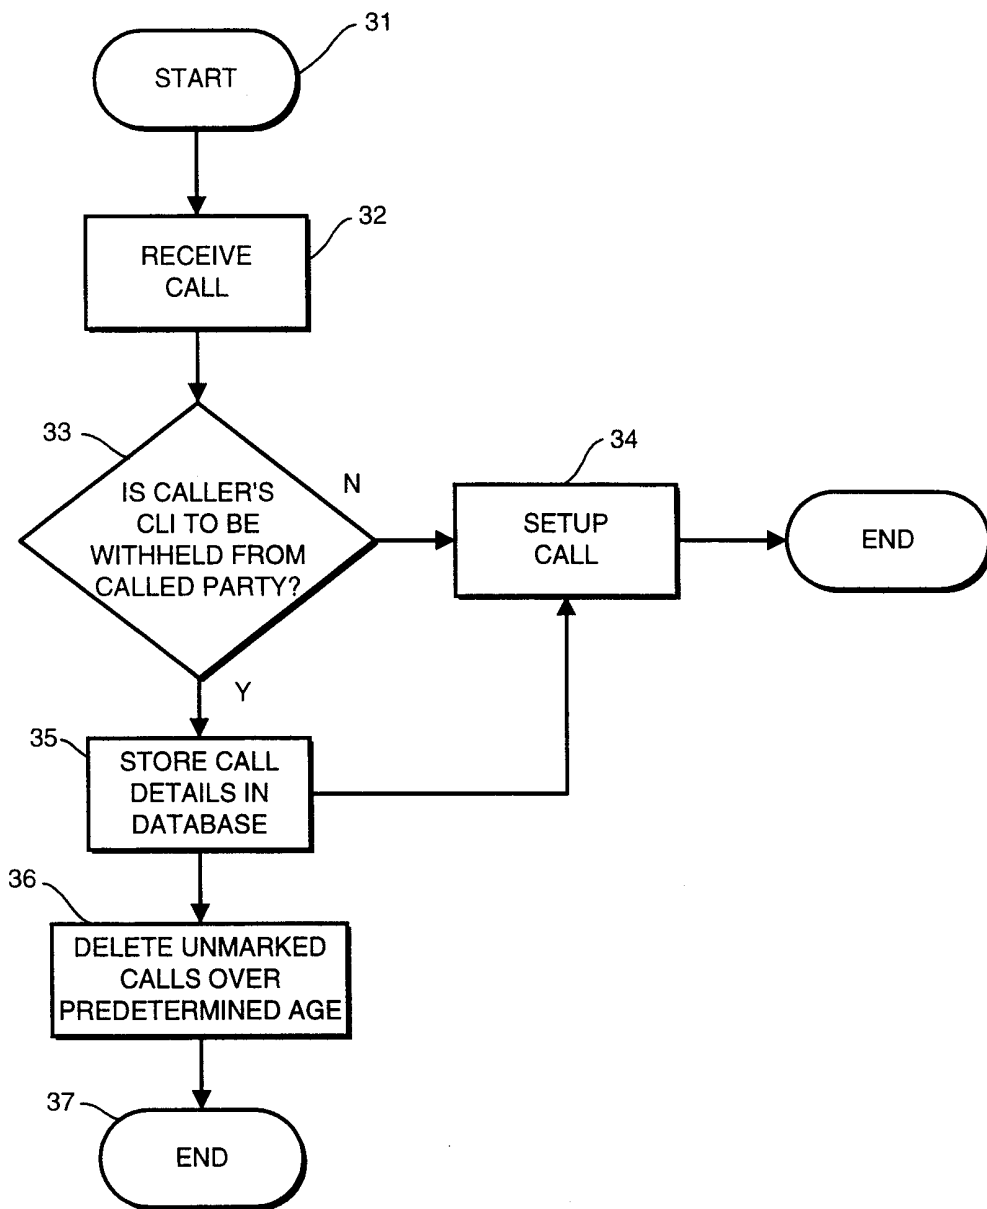 31
START
32
RECEIVE
CALL
33
IS CALLER'S
CLI TO BE
WITHHELD FROM
CALLED PARTY?
N
34
SETUP
CALL
END
Y
35
STORE CALL
DETAILS IN
DATABASE
36
DELETE UNMARKED
CALLS OVER
PREDETERMINED AGE
37
END